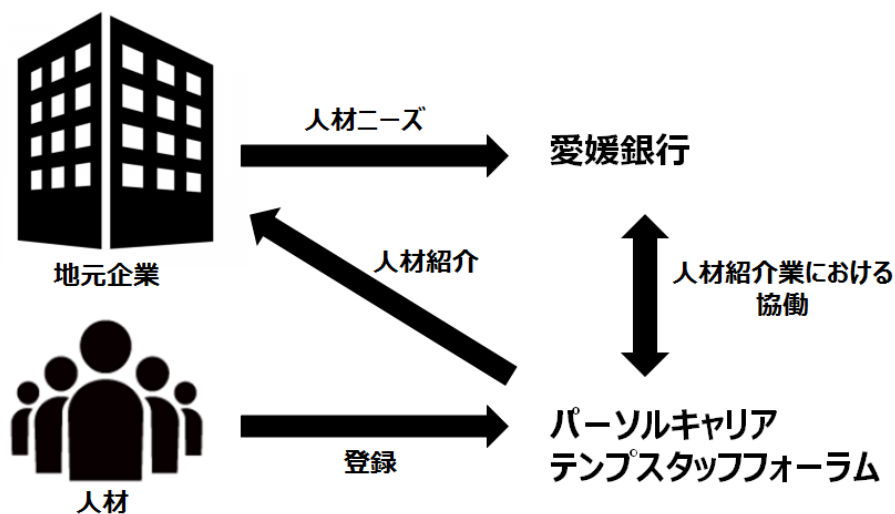 人材ニーズ
愛媛銀行
地元企業
人材紹介
人材紹介業における
協働
人材
登録
パーソルキャリア
テンプスタッフフォーラム